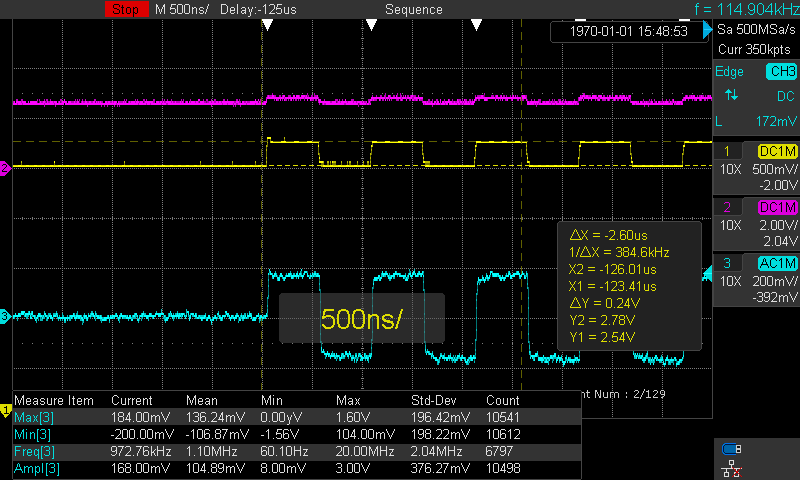 Stop M 500ns/ Delay:-125us Sequence f = 114.904kHz
1970-01-01 15:48:53 Sa 500MSa/s
Curr 350kpts
Edge CH3
DC
L 172mV
1 DC1M
10X 500mV/
-2.00V
2 DC1M
10X 2.00V/
2.04V
3 AC1M
10X 200mV/
-392mV
2
3
1
ΔX = -2.60us
1/ΔX = 384.6kHz
X2 = -126.01us
X1 = -123.41us
ΔY = 0.24V
Y2 = 2.78V
Y1 = 2.54V
500ns/
nt Num : 2/129
Measure Item Current Mean Min Max Std-Dev Count
Max[3] 184.00mV 136.24mV 0.00yV 1.60V 196.42mV 10541
Min[3] -200.00mV -106.87mV -1.56V 104.00mV 198.22mV 10612
Freq[3] 972.76kHz 1.10MHz 60.10Hz 20.00MHz 2.04MHz 6797
Ampl[3] 168.00mV 104.89mV 8.00mV 3.00V 376.27mV 10498